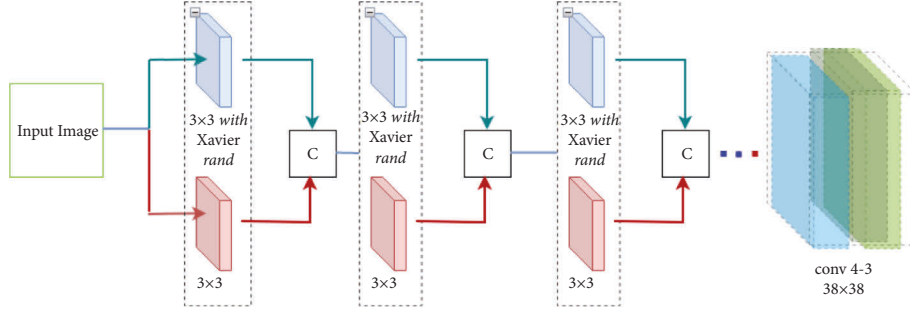 Input Image
3×3 with
Xavier
rand
3×3
C
3×3 with
Xavier
rand
3×3
C
3×3 with
Xavier
rand
3×3
C
conv 4-3
38×38